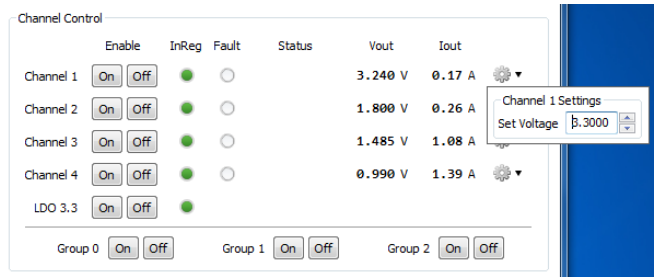 Channel Control
Enable InReg Fault Status Vout Iout
Channel 1 On Off 3.240 V 0.17 A
Channel 2 On Off 1.800 V 0.26 A
Channel 1 Settings
Set Voltage 3.3000
Channel 3 On Off 1.485 V 1.08 A
Channel 4 On Off 0.990 V 1.39 A
LDO 3.3 On Off
Group 0 On Off Group 1 On Off Group 2 On Off